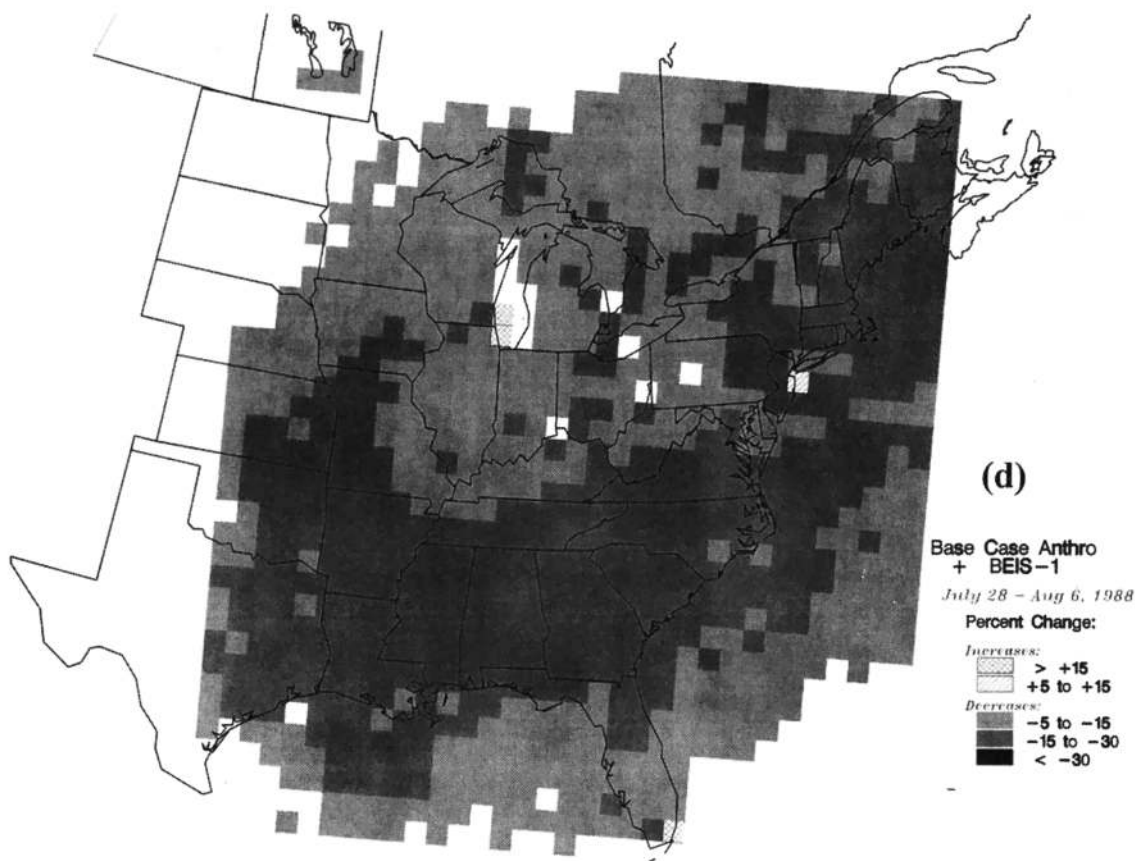 (d)
Base Case Anthro
+ BEIS-1
July 28 - Aug 6, 1988
Percent Change:
Increases:
> +15
+5 to +15
Decreases:
-5 to -15
-15 to -30
< -30